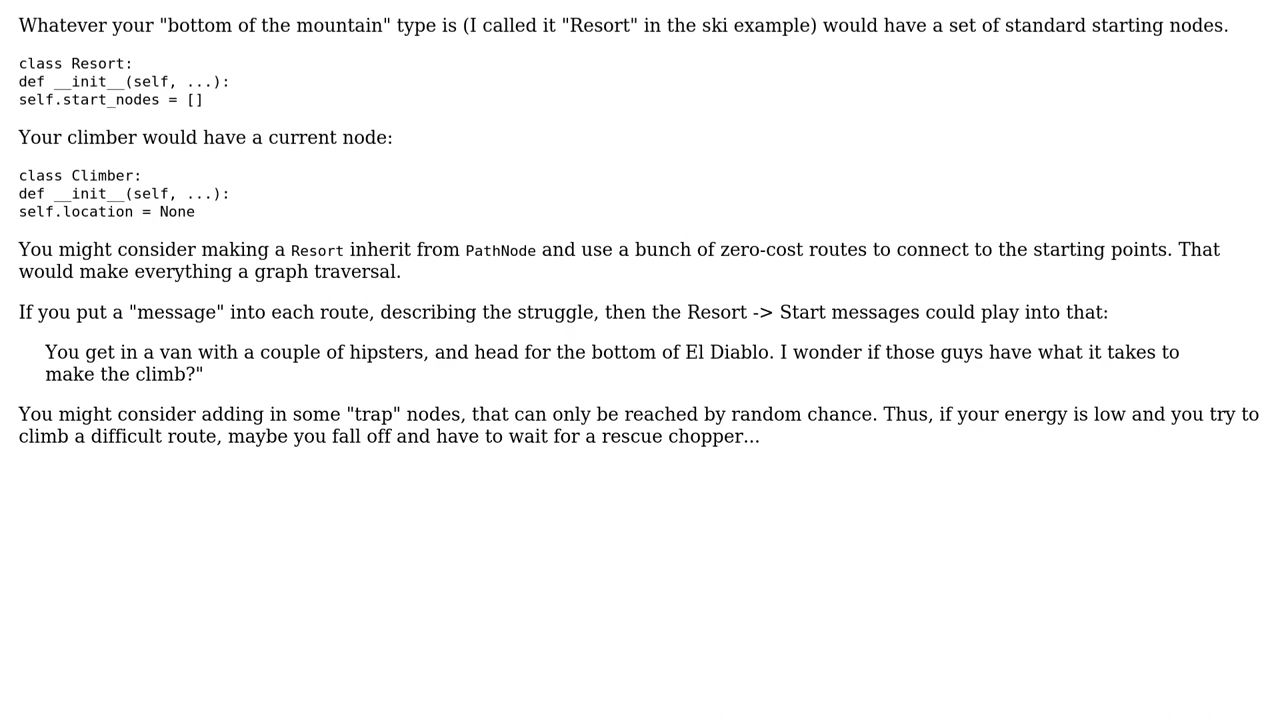 Whatever your "bottom of the mountain" type is (I called it "Resort" in the ski example) would have a set of standard starting nodes.
class Resort:
def __init__(self, ...):
self.start_nodes = []
Your climber would have a current node:
class Climber:
def __init__(self, ...):
self.location = None
You might consider making a Resort inherit from PathNode and use a bunch of zero-cost routes to connect to the starting points. That
would make everything a graph traversal.
If you put a "message" into each route, describing the struggle, then the Resort -> Start messages could play into that:
You get in a van with a couple of hipsters, and head for the bottom of El Diablo. I wonder if those guys have what it takes to
make the climb?"
You might consider adding in some "trap" nodes, that can only be reached by random chance. Thus, if your energy is low and you try to
climb a difficult route, maybe you fall off and have to wait for a rescue chopper...